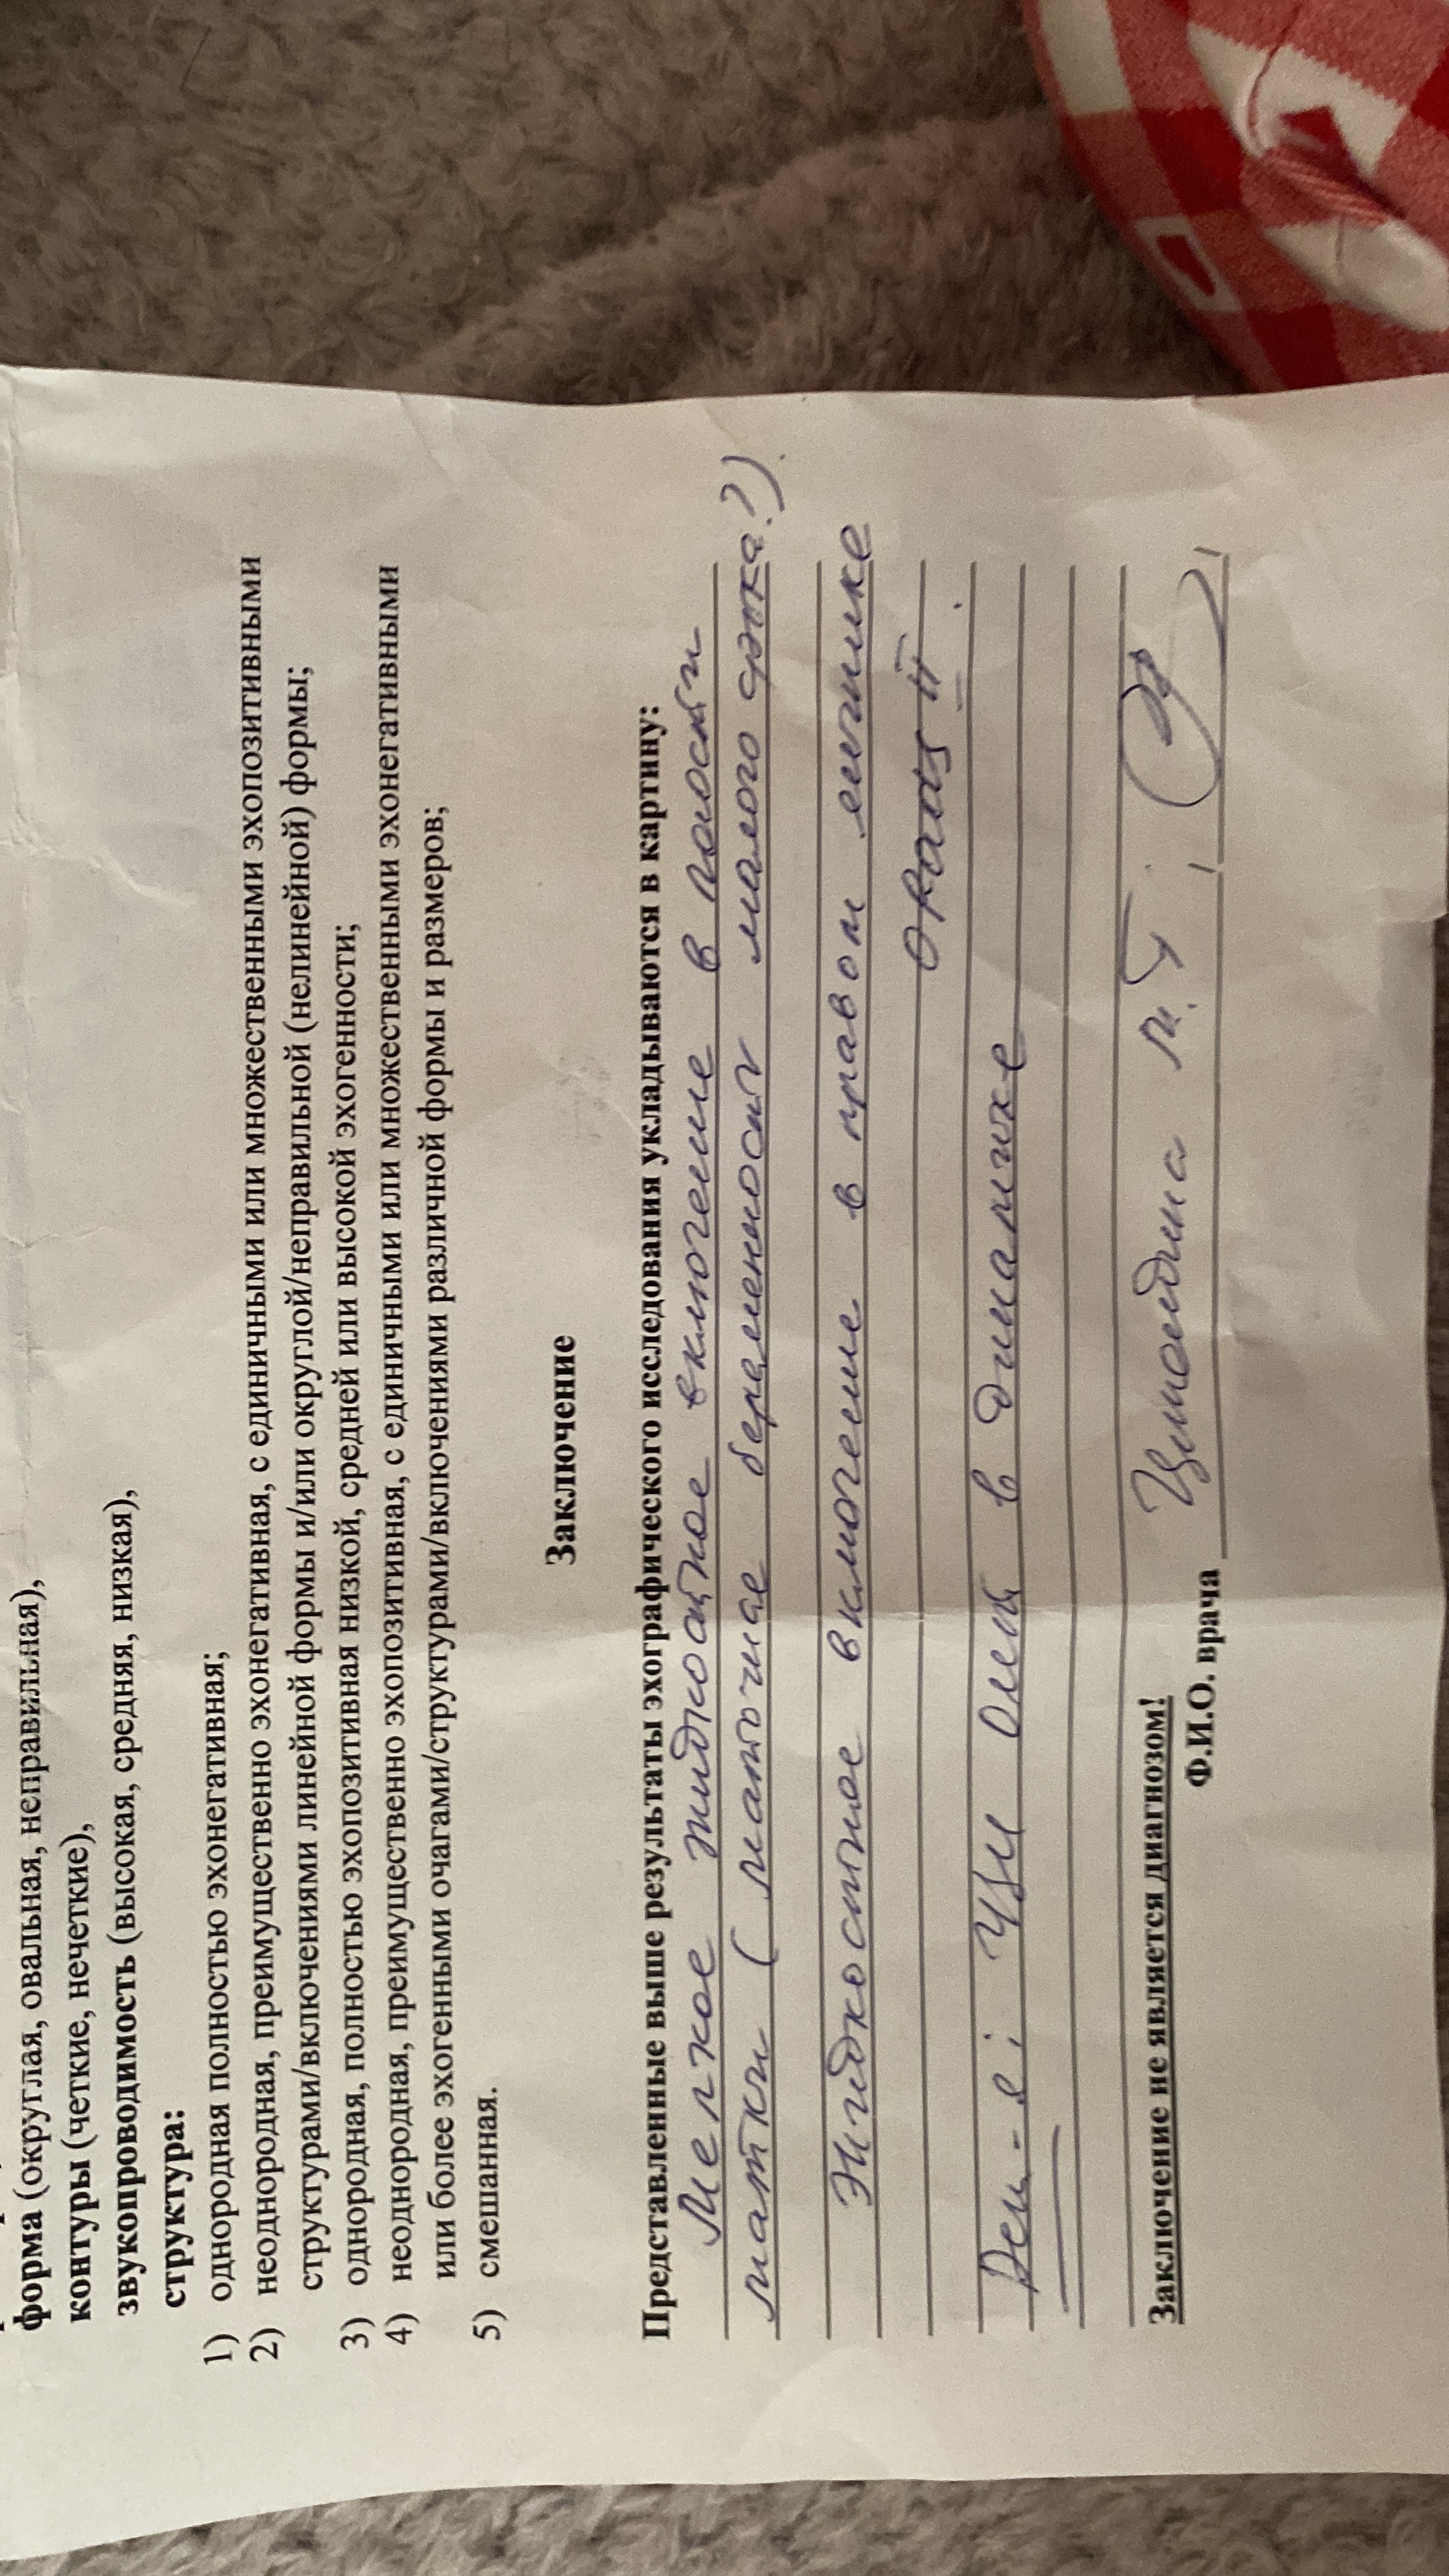 форма (округлая, овальная, неправильная),
контуры (четкие, нечеткие),
звукопроводимость (высокая, средняя, низкая),
структура:
1) однородная полностью эхонегативная;
2) неоднородная, преимущественно эхонегативная, с единичными или множественными эхопозитивными
структурами/включениями линейной формы и/или округлой/неправильной (нелинейной) формы;
3) однородная, полностью эхопозитивная низкой, средней или высокой эхогенности;
4) неоднородная, преимущественно эхопозитивная, с единичными или множественными эхонегативными
или более эхогенными очагами/структурами/включениями различной формы и размеров;
5) смешанная.
Заключение
Представленные выше результаты эхографического исследования укладываются в картину:
Мелкое жидкостное включение в полости
матки (маточная беременность малого срока?).
Жидкостное включение в правом яичнике
ORADS II.
Рек-я: УЗИ ОМТ в динамике
Заключение не является диагнозом!
Ф.И.О. врача